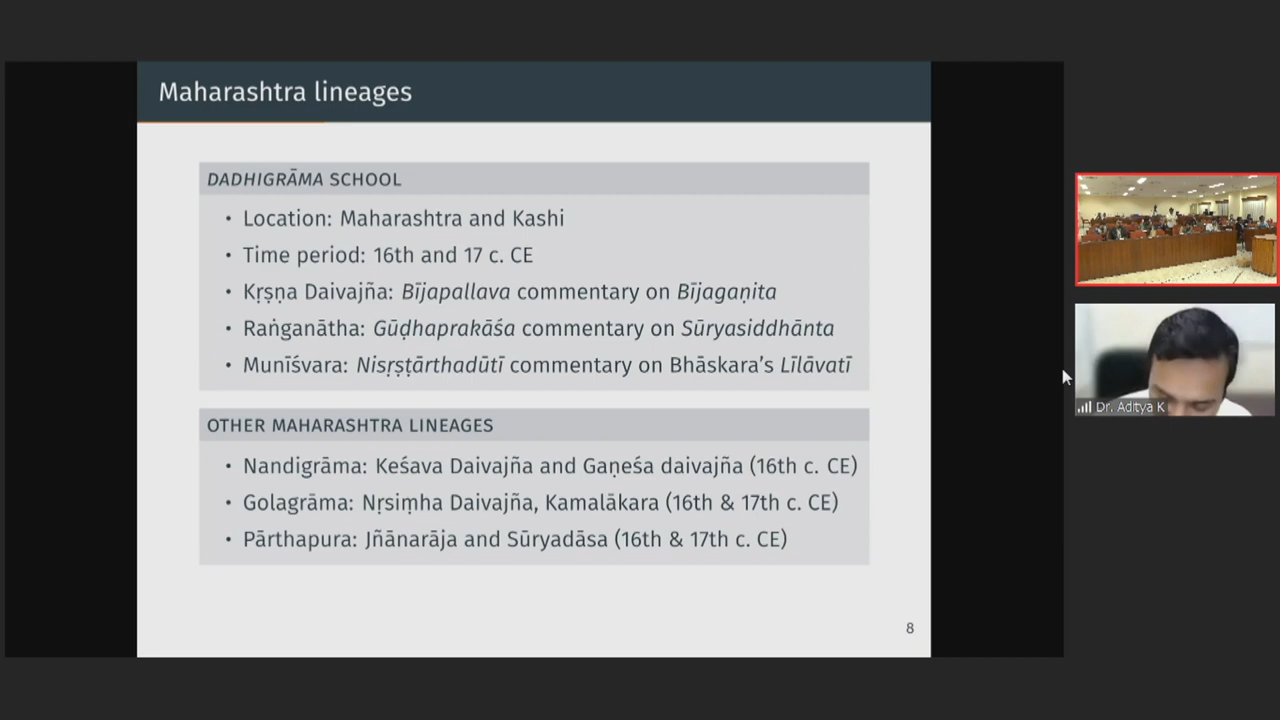 Maharashtra lineages
DADHIGRĀMA SCHOOL
• Location: Maharashtra and Kashi
• Time period: 16th and 17 c. CE
• Kṛṣṇa Daivajña: Bījapallava commentary on Bījagaṇita
• Raṅganātha: Gūḍhaprakāśa commentary on Sūryasiddhānta
• Munīśvara: Nisṛṣṭārthadūtī commentary on Bhāskara’s Līlāvatī
OTHER MAHARASHTRA LINEAGES
• Nandigrāma: Keśava Daivajña and Gaṇeśa daivajña (16th c. CE)
• Golagrāma: Nṛsiṃha Daivajña, Kamalākara (16th & 17th c. CE)
• Pārthapura: Jñānarāja and Sūryadāsa (16th & 17th c. CE)
8
Dr. Aditya K